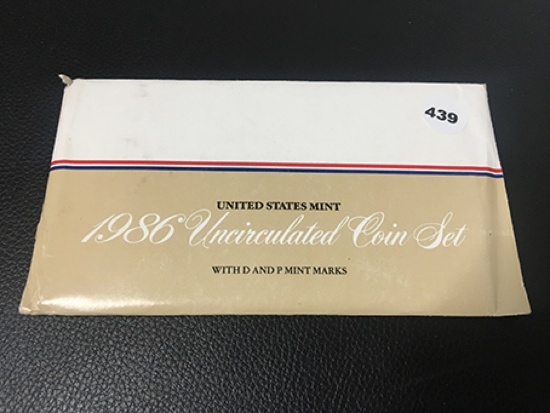 439
UNITED STATES MINT
1986 Uncirculated Coin Set
WITH D AND P MINT MARKS